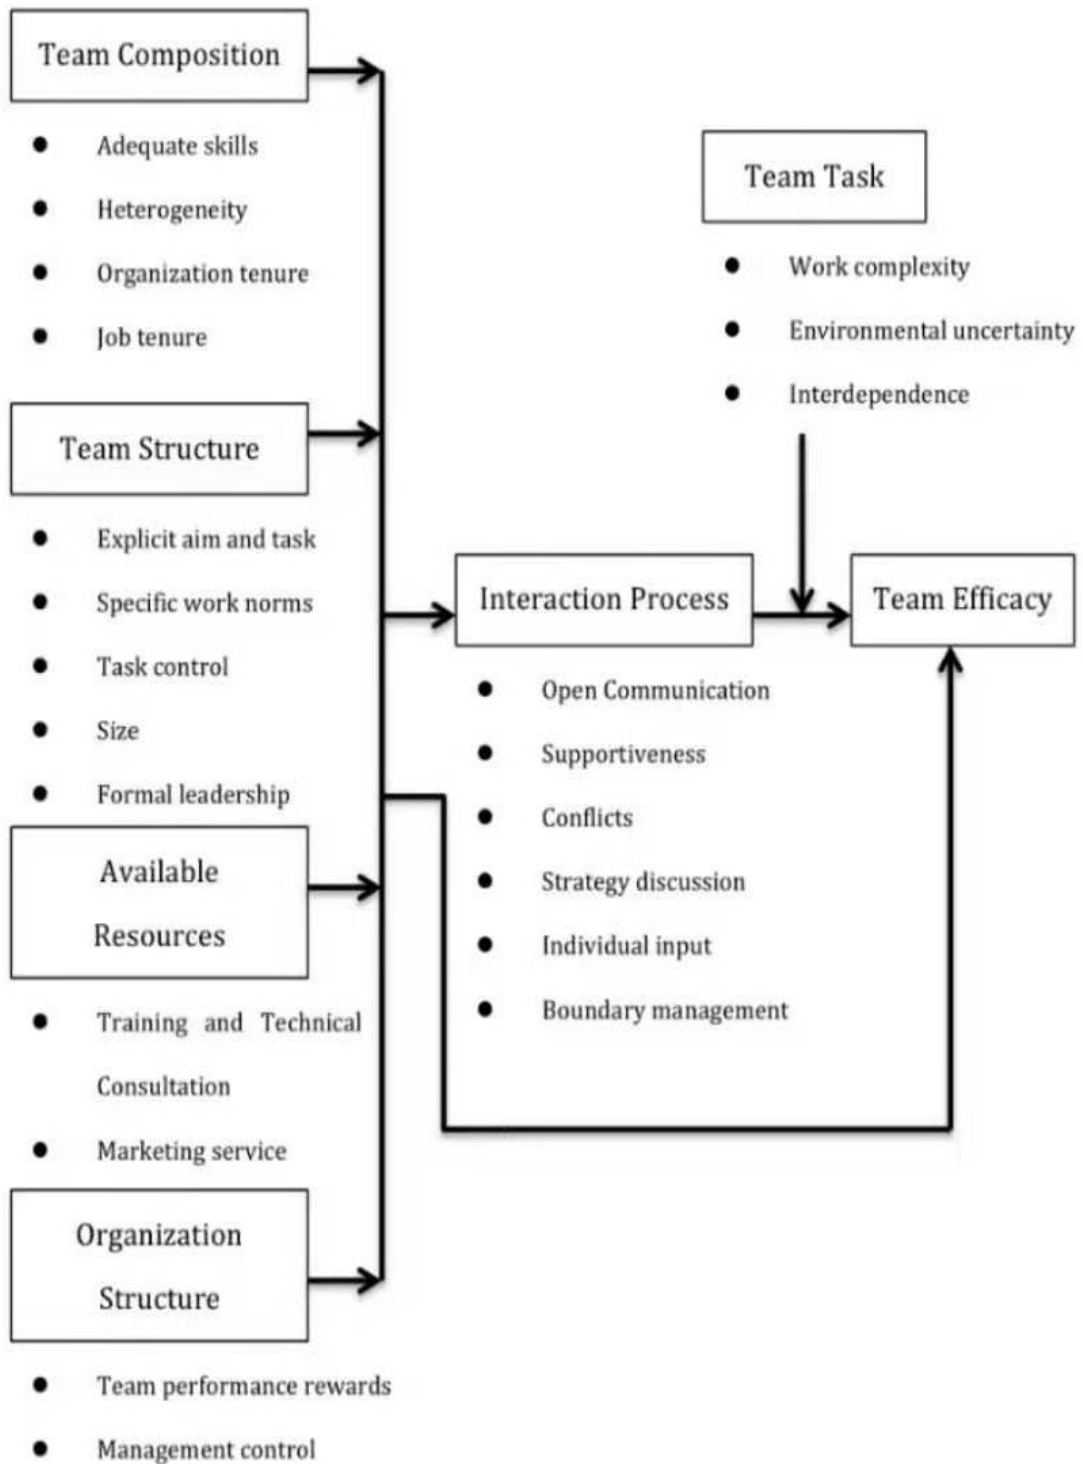 Team Composition
● Adequate skills
● Heterogeneity
● Organization tenure
● Job tenure
Team Structure
● Explicit aim and task
● Specific work norms
● Task control
● Size
● Formal leadership
Available
Resources
● Training and Technical
Consultation
● Marketing service
Organization
Structure
● Team performance rewards
● Management control
Interaction Process
● Open Communication
● Supportiveness
● Conflicts
● Strategy discussion
● Individual input
● Boundary management
Team Task
● Work complexity
● Environmental uncertainty
● Interdependence
Team Efficacy